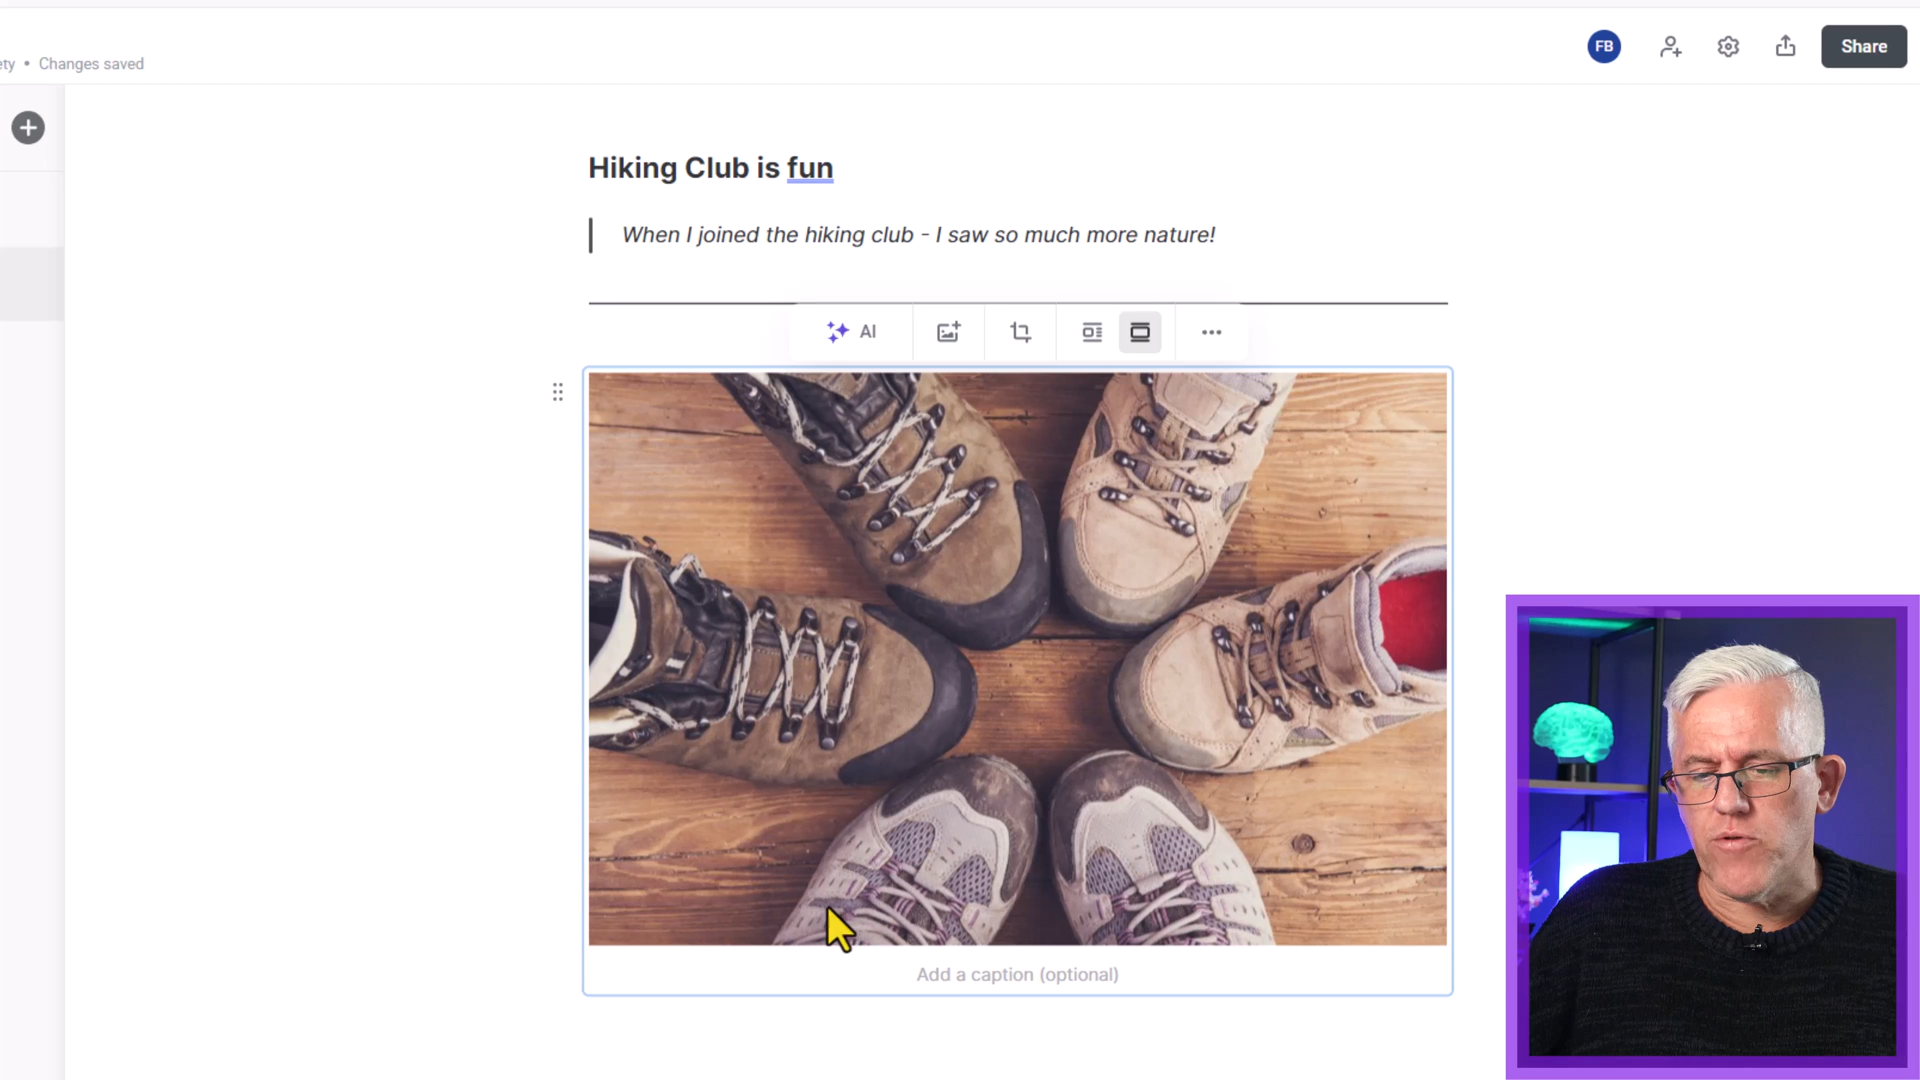 FB
Share
ety • Changes saved
Hiking Club is fun
When I joined the hiking club - I saw so much more nature!
AI
Add a caption (optional)